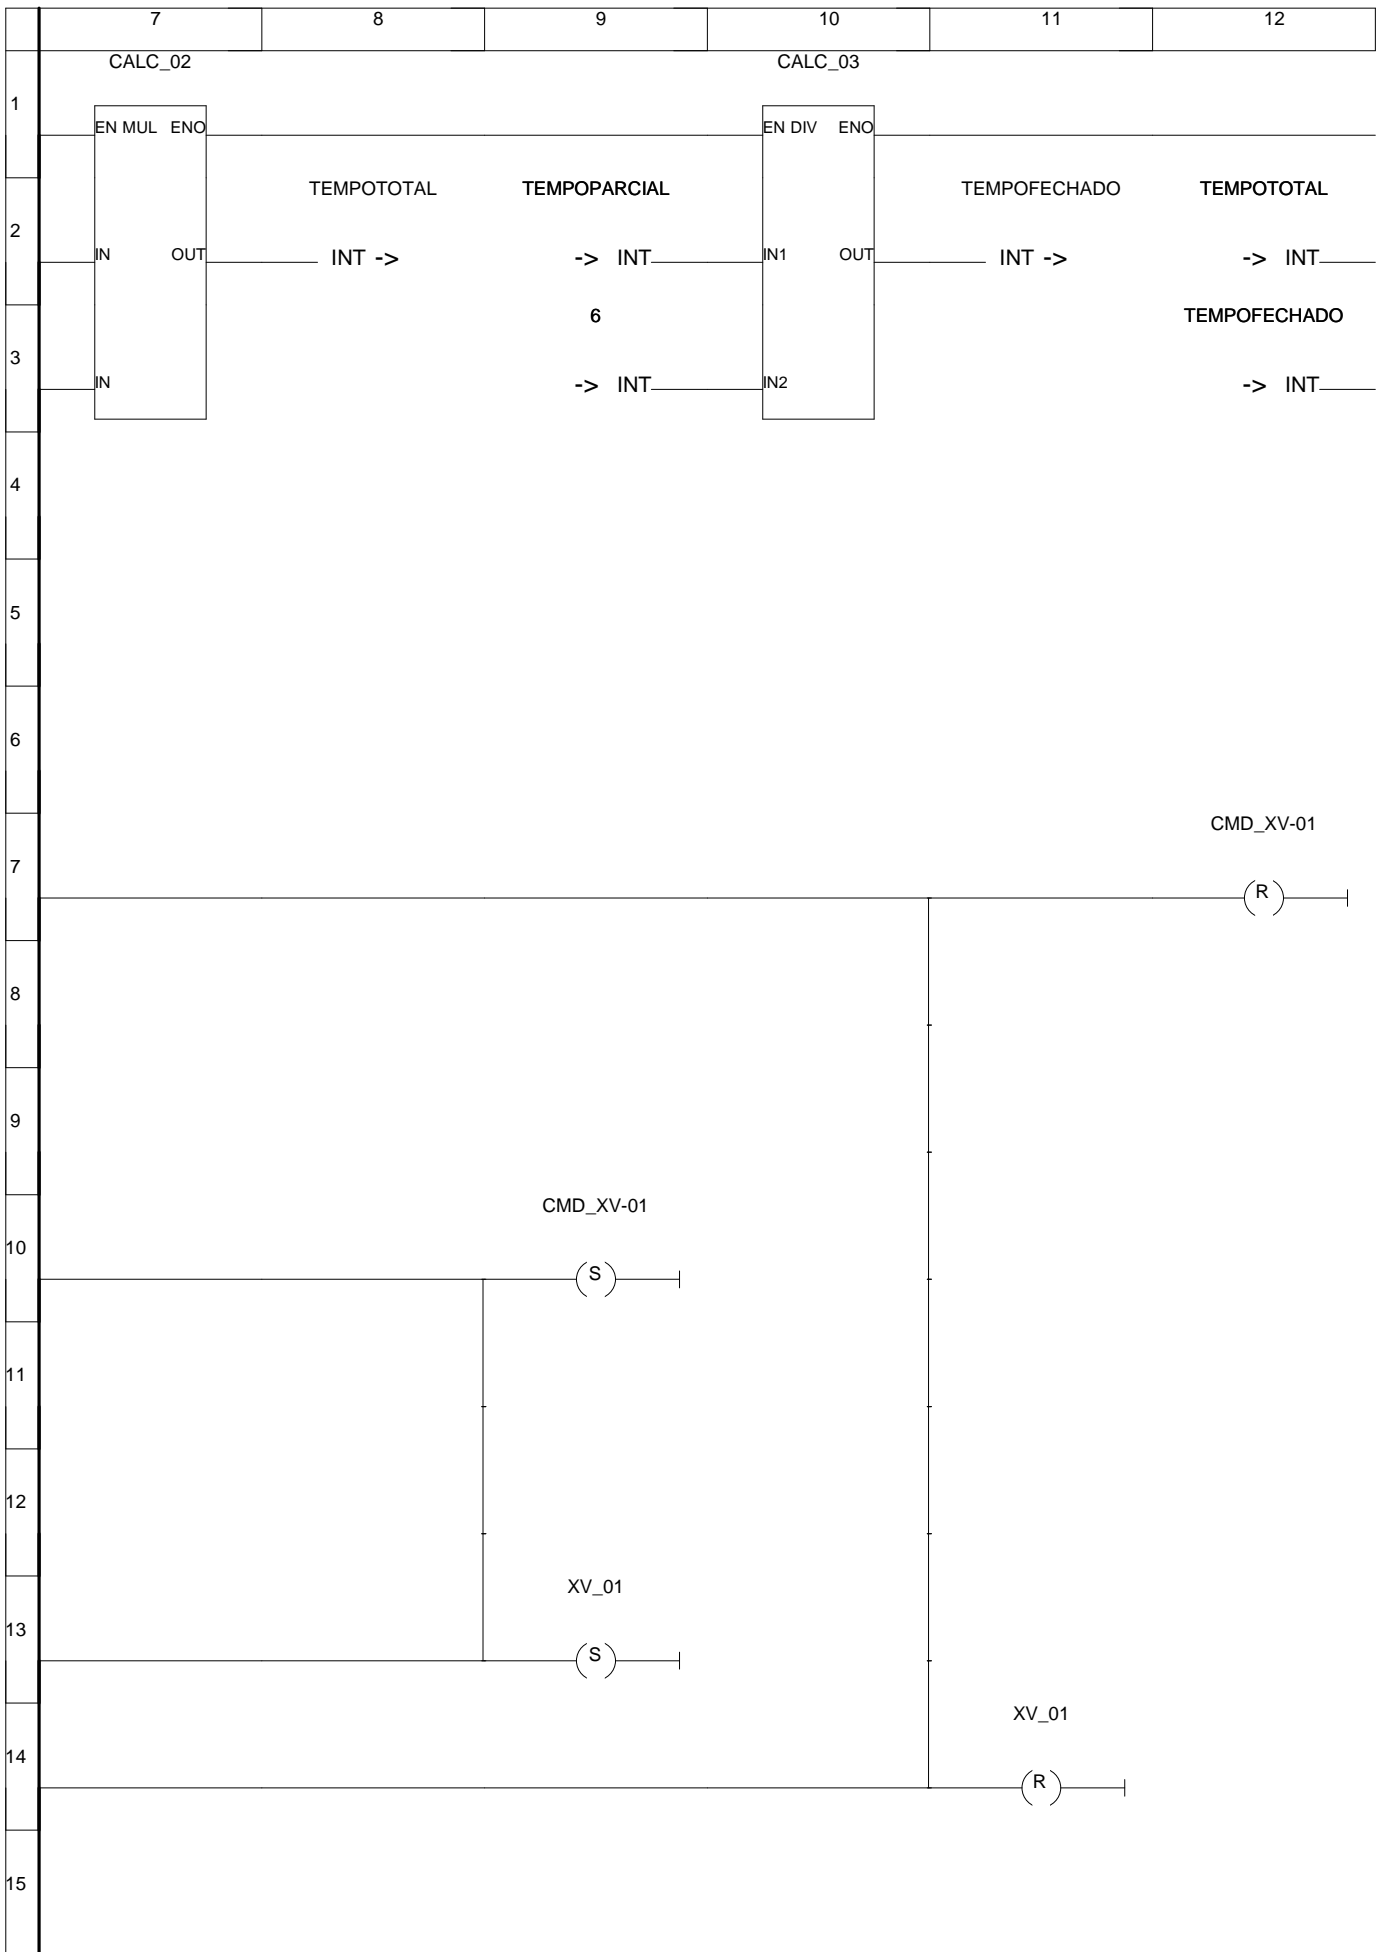 7 8 9 10 11 12
CALC_02 CALC_03
1
EN MUL ENO EN DIV ENO
TEMPOTOTAL TEMPOPARCIAL TEMPOFECHADO TEMPOTOTAL
2
IN OUT INT -> -> INT IN1 OUT INT -> -> INT
6 TEMPOFECHADO
3
IN -> INT IN2 -> INT
4
5
6
CMD_XV-01
7
R
8
9
CMD_XV-01
10
S
11
12
XV_01
13
S
XV_01
14
R
15